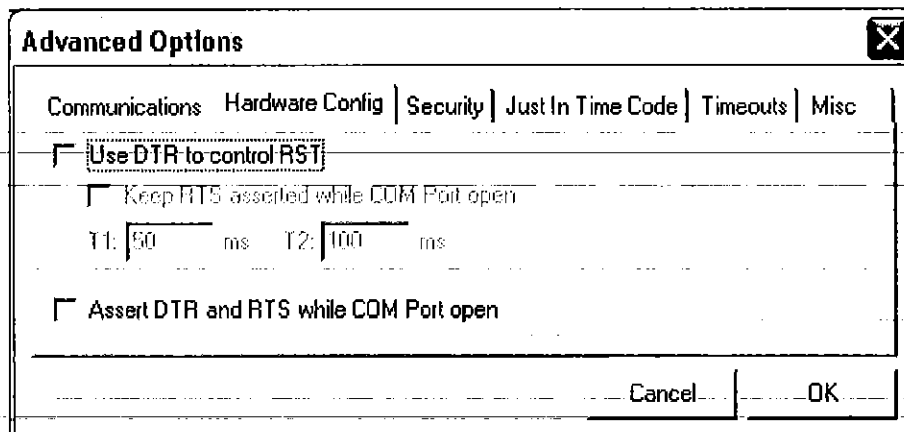 Advanced Options
Communications Hardware Config Security Just In Time Code Timeouts Misc
Use DTR to control RST
Keep RTS asserted while COM Port open
T1: 50 ms T2: 100 ms
Assert DTR and RTS while COM Port open
Cancel OK